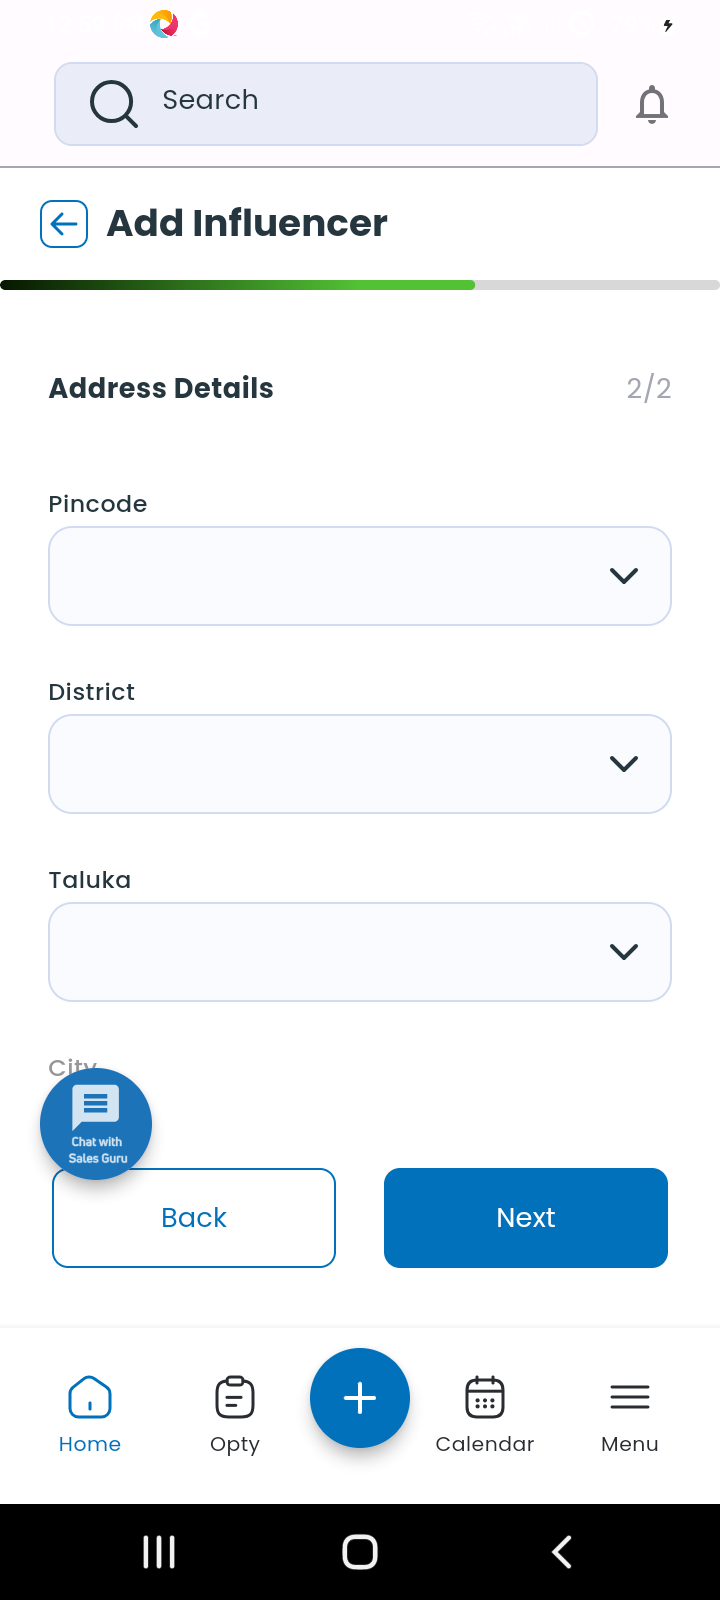 Search
Add Influencer
Address Details
2/2
Pincode
District
Taluka
City
Chat with
Sales Guru
Back
Next
Home
Opty
Calendar
Menu